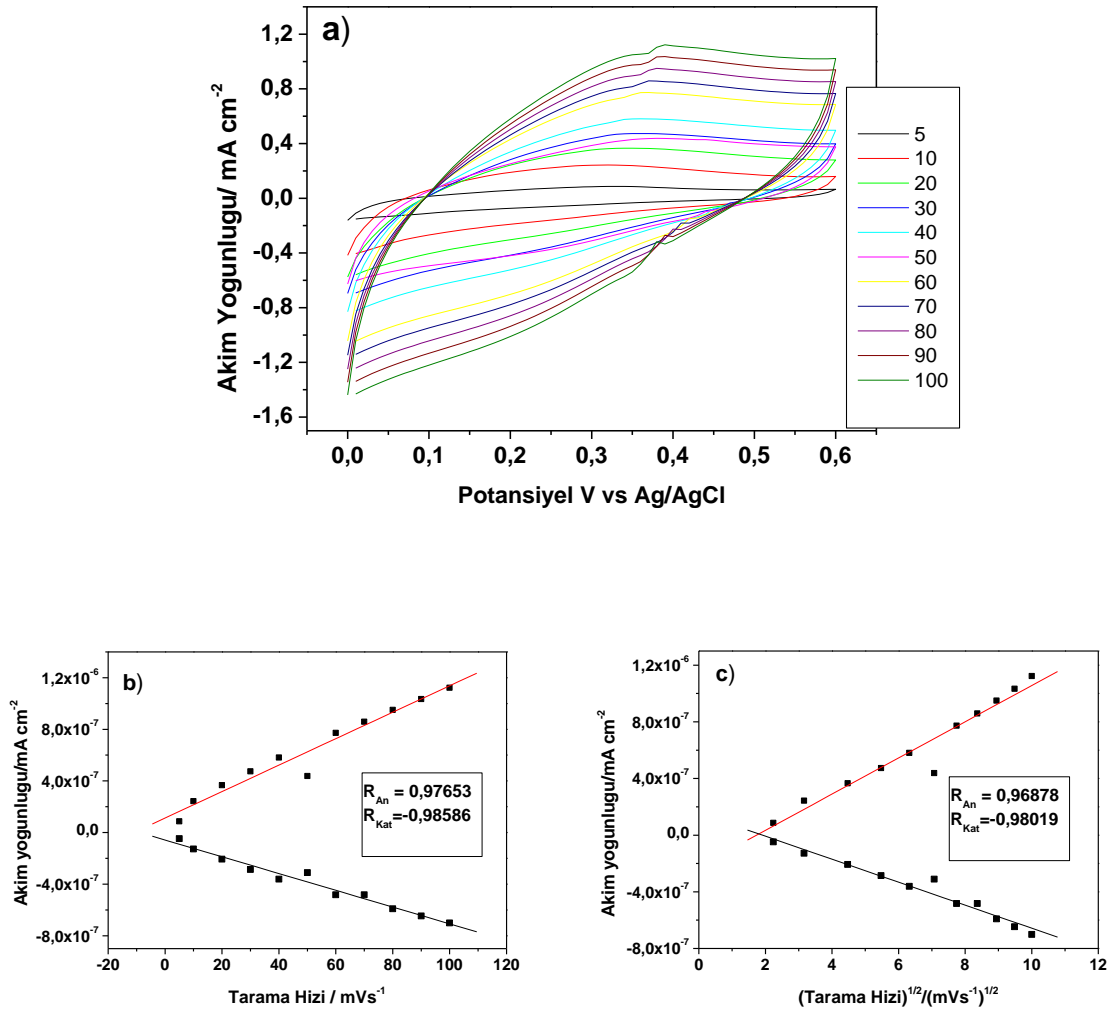 a)
1,2
0,8
0,4
0,0
-0,4
-0,8
-1,2
-1,6
Akim Yogunlugu/ mA cm-2
0,0 0,1 0,2 0,3 0,4 0,5 0,6
Potansiyel V vs Ag/AgCl
5
10
20
30
40
50
60
70
80
90
100
b)
1,2x10-6
8,0x10-7
4,0x10-7
0,0
-4,0x10-7
-8,0x10-7
Akim yogunlugu/mA cm-2
RAn = 0,97653
RKat=-0,98586
-20 0 20 40 60 80 100 120
Tarama Hizi / mVs-1
c)
1,2x10-6
8,0x10-7
4,0x10-7
0,0
-4,0x10-7
-8,0x10-7
Akim yogunlugu/mA cm-2
RAn = 0,96878
RKat=-0,98019
0 2 4 6 8 10 12
(Tarama Hizi)1/2/(mVs-1)1/2